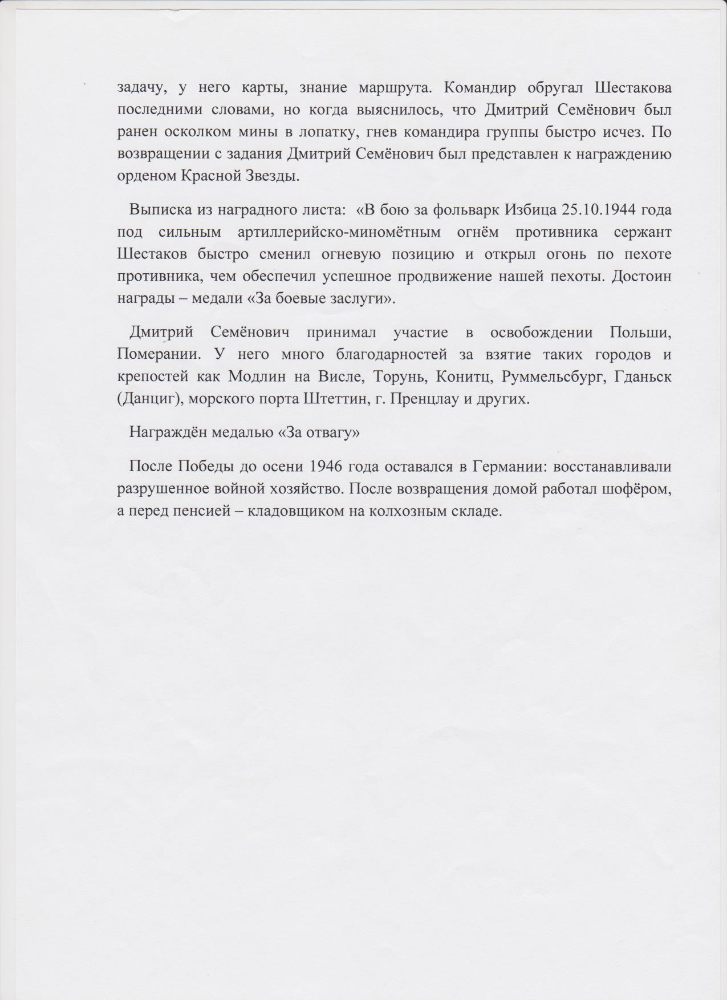 задачу, у него карты, знание маршрута. Командир обругал Шестакова
последними словами, но когда выяснилось, что Дмитрий Семёнович был
ранен осколком мины в лопатку, гнев командира группы быстро исчез. По
возвращении с задания Дмитрий Семёнович был представлен к награждению
орденом Красной Звезды.
Выписка из наградного листа:  «В бою за фольварк Избица 25.10.1944 года
под сильным артиллерийско-миномётным огнём противника сержант
Шестаков быстро сменил огневую позицию и открыл огонь по пехоте
противника, чем обеспечил успешное продвижение нашей пехоты. Достоин
награды – медали «За боевые заслуги».
Дмитрий Семёнович принимал участие в освобождении Польши,
Померании. У него много благодарностей за взятие таких городов и
крепостей как Модлин на Висле, Торунь, Конитц, Руммельсбург, Гданьск
(Данциг), морского порта Штеттин, г. Пренцлау и других.
Награждён медалью «За отвагу»
После Победы до осени 1946 года оставался в Германии: восстанавливали
разрушенное войной хозяйство. После возвращения домой работал шофёром,
а перед пенсией – кладовщиком на колхозным складе.